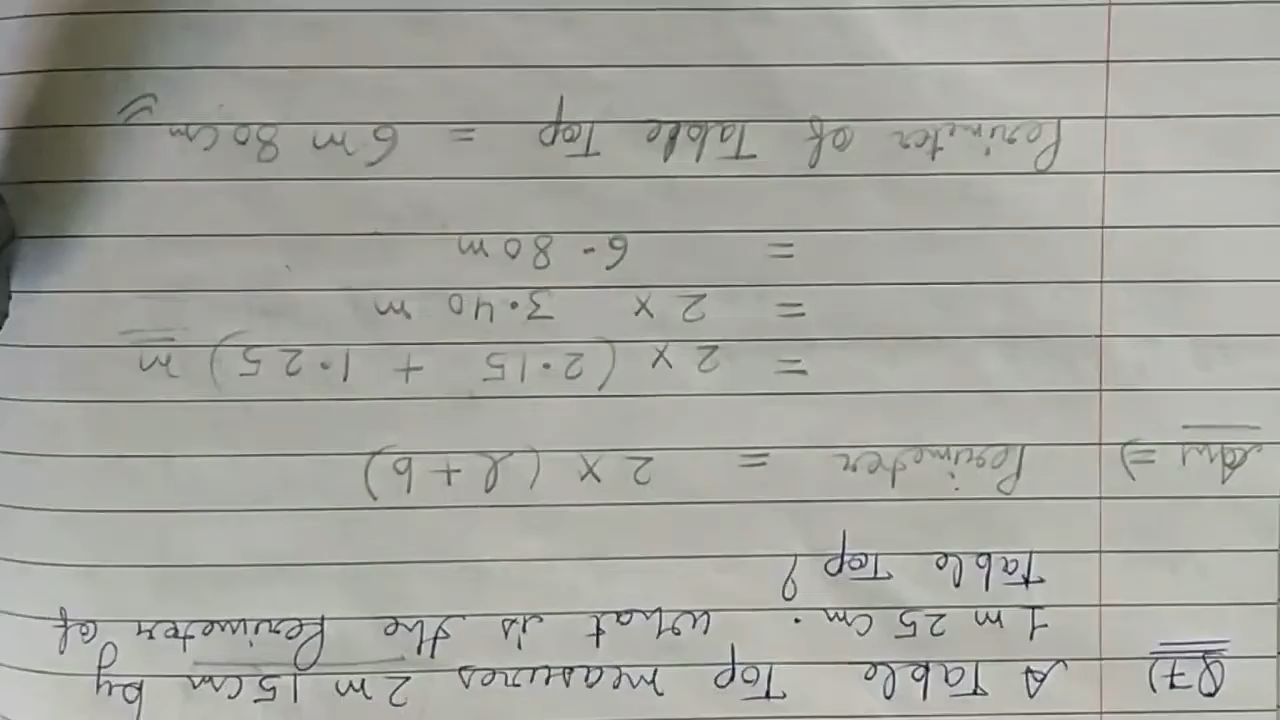 Q7) A Table Top measures 2m 15cm by
1m 25cm. What is the Perimeter of
Table Top?
Ans ⇒ Perimeter = 2 × (l + b)
= 2 × (2.15 + 1.25) m
= 2 × 3.40 m
= 6.80 m
Perimeter of Table Top = 6m 80cm